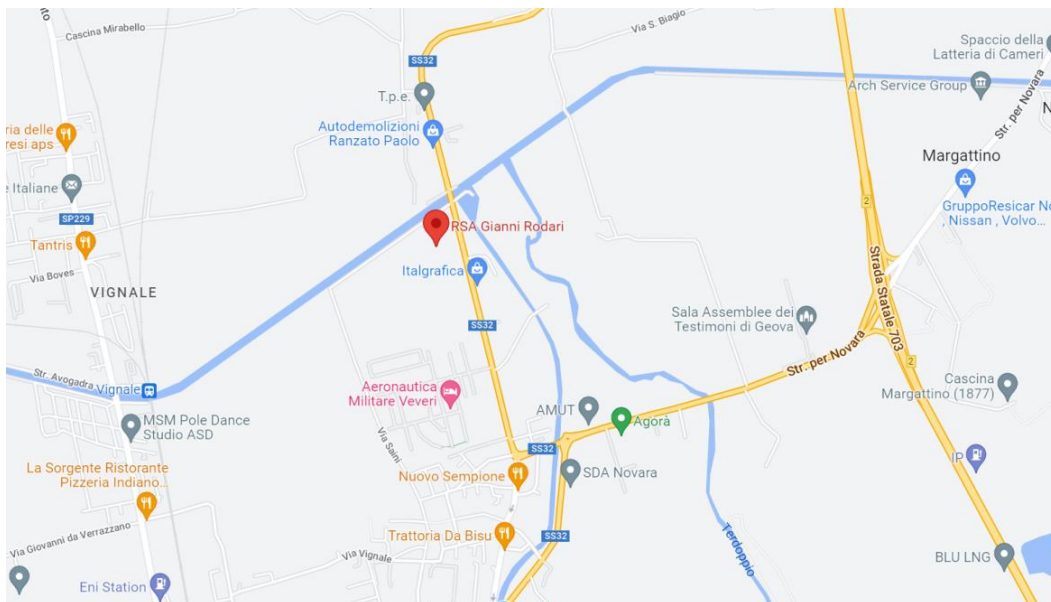 Cascina Mirabello
Via S. Biagio
Spaccio della
Latteria di Cameri
SS32
T.p.e.
Arch Service Group
Str. per Novara
Autodemolizioni
Ranzato Paolo
Margattino
GruppoResicar No
, Nissan , Volvo...
ria delle
resi aps
e Italiane
SP229
Tantris
Via Boves
VIGNALE
RSA Gianni Rodari
Italgrafica
SS32
2
Strada Statale 703
2
Sala Assemblee dei
Testimoni di Geova
Str. per Novara
Str. Avogadra
Vignale
Aeronautica
Militare Veveri
Cascina
Margattino (1877)
MSM Pole Dance
Studio ASD
AMUT
Agorà
Via Saini
SS32
La Sorgente Ristorante
Pizzeria Indiano...
Nuovo Sempione
SDA Novara
IP
Via Giovanni da Verrazzano
Trattoria Da Bisu
SS32
Via Vignale
Terdoppio
BLU LNG
Eni Station